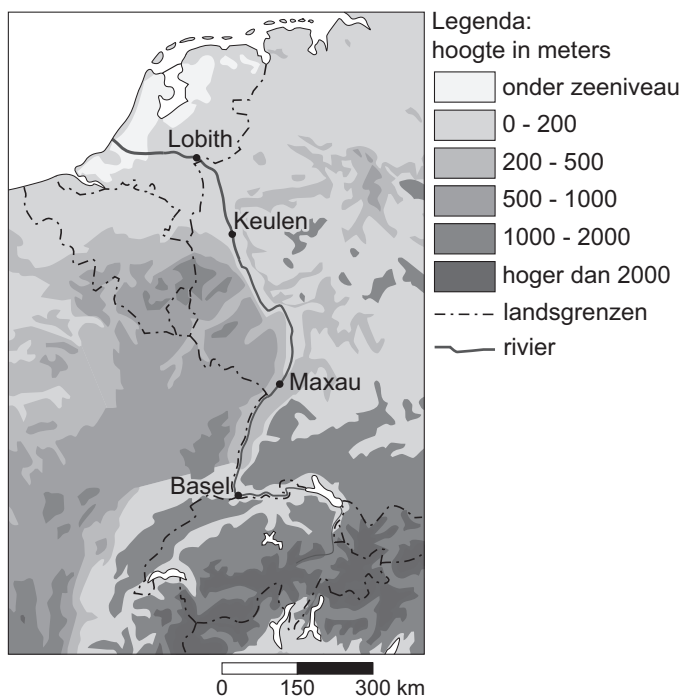 Legenda:
hoogte in meters
onder zeeniveau
0 - 200
200 - 500
500 - 1000
1000 - 2000
hoger dan 2000
landsgrenzen
rivier
Lobith
Keulen
Maxau
Basel
0 150 300 km